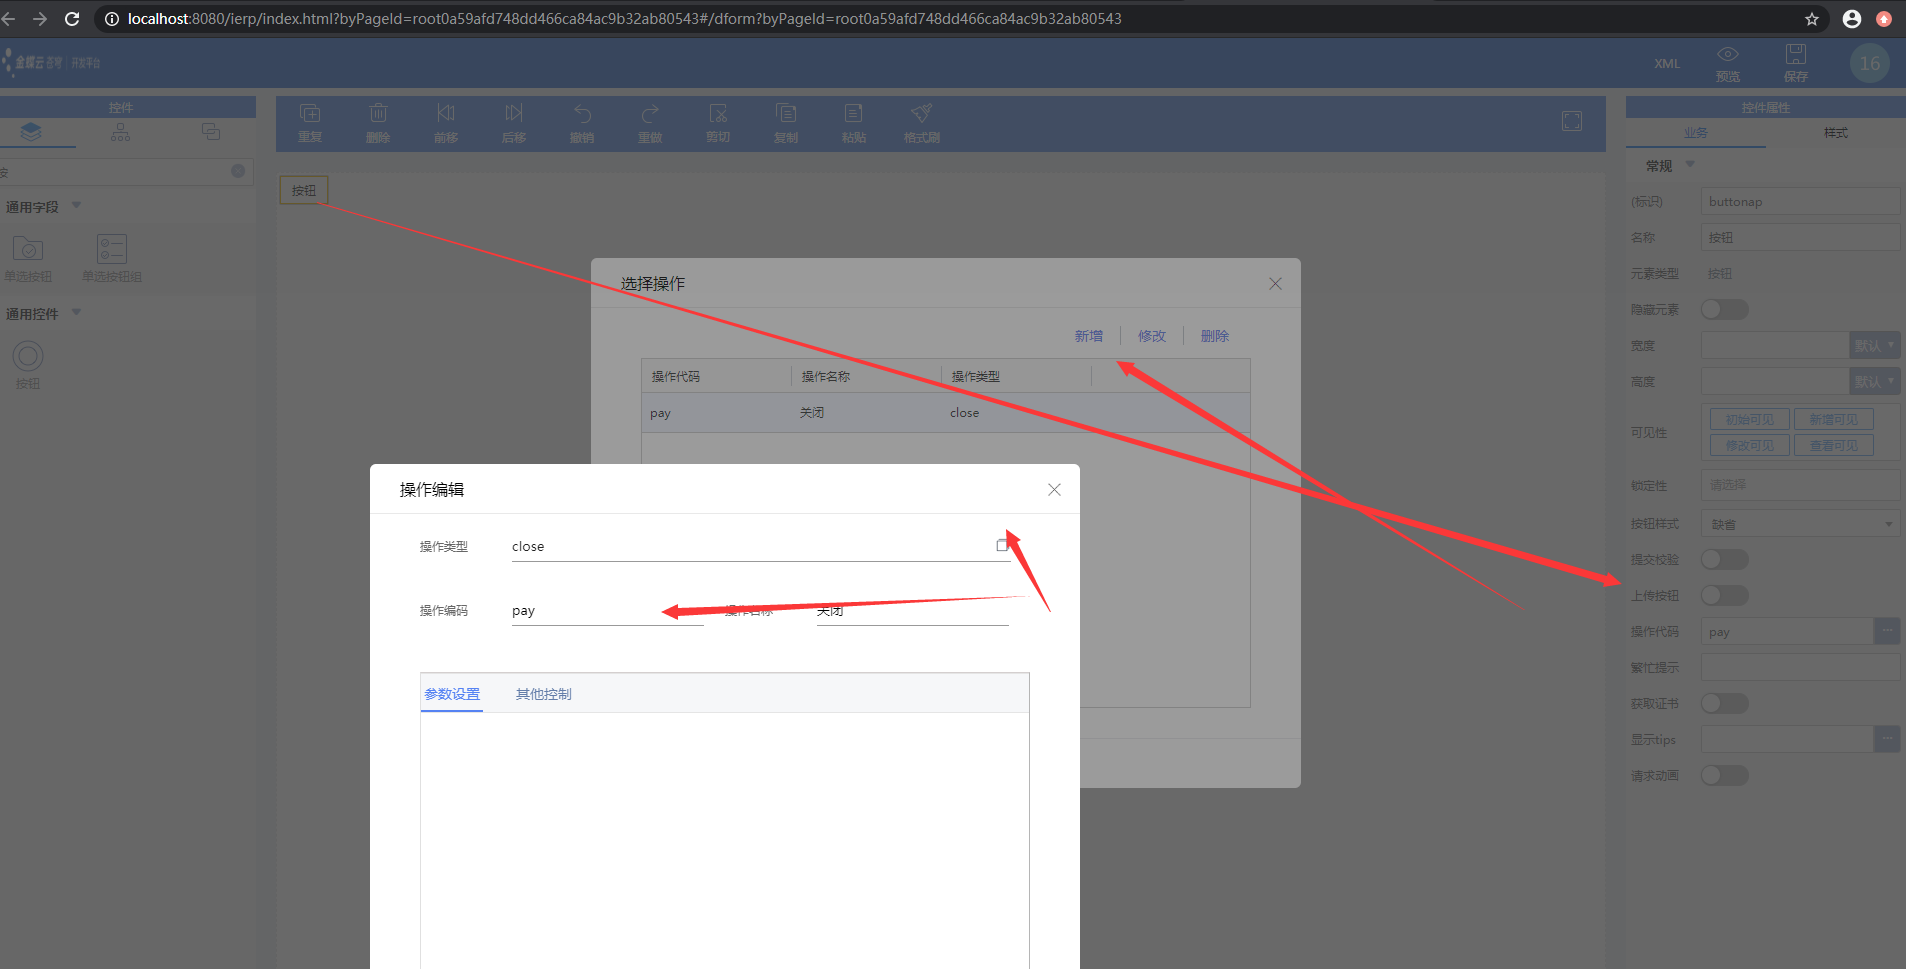 localhost:8080/ierp/index.html?byPageId=root0a59afd748dd466ca84ac9b32ab80543#/dform?byPageId=root0a59afd748dd466ca84ac9b32ab80543
金蝶云 苍穹 | 开发平台
XML
预览
保存
16
控件
重复
删除
前移
后移
撤销
重做
剪切
复制
粘贴
格式刷
控件属性
业务
样式
按
通用字段
单选按钮
单选按钮组
通用控件
按钮
按钮
选择操作
新增
修改
删除
操作代码 操作名称 操作类型
pay 关闭 close
操作编辑
操作类型 close
操作编码 pay 操作名称 关闭
参数设置 其他控制
常规
(标识) buttonap
名称 按钮
元素类型 按钮
隐藏元素
宽度 默认
高度 默认
可见性 初始可见 新增可见
修改可见 查看可见
锁定性 请选择
按钮样式 缺省
提交校验
上传按钮
操作代码 pay
繁忙提示
获取证书
显示tips
请求动画